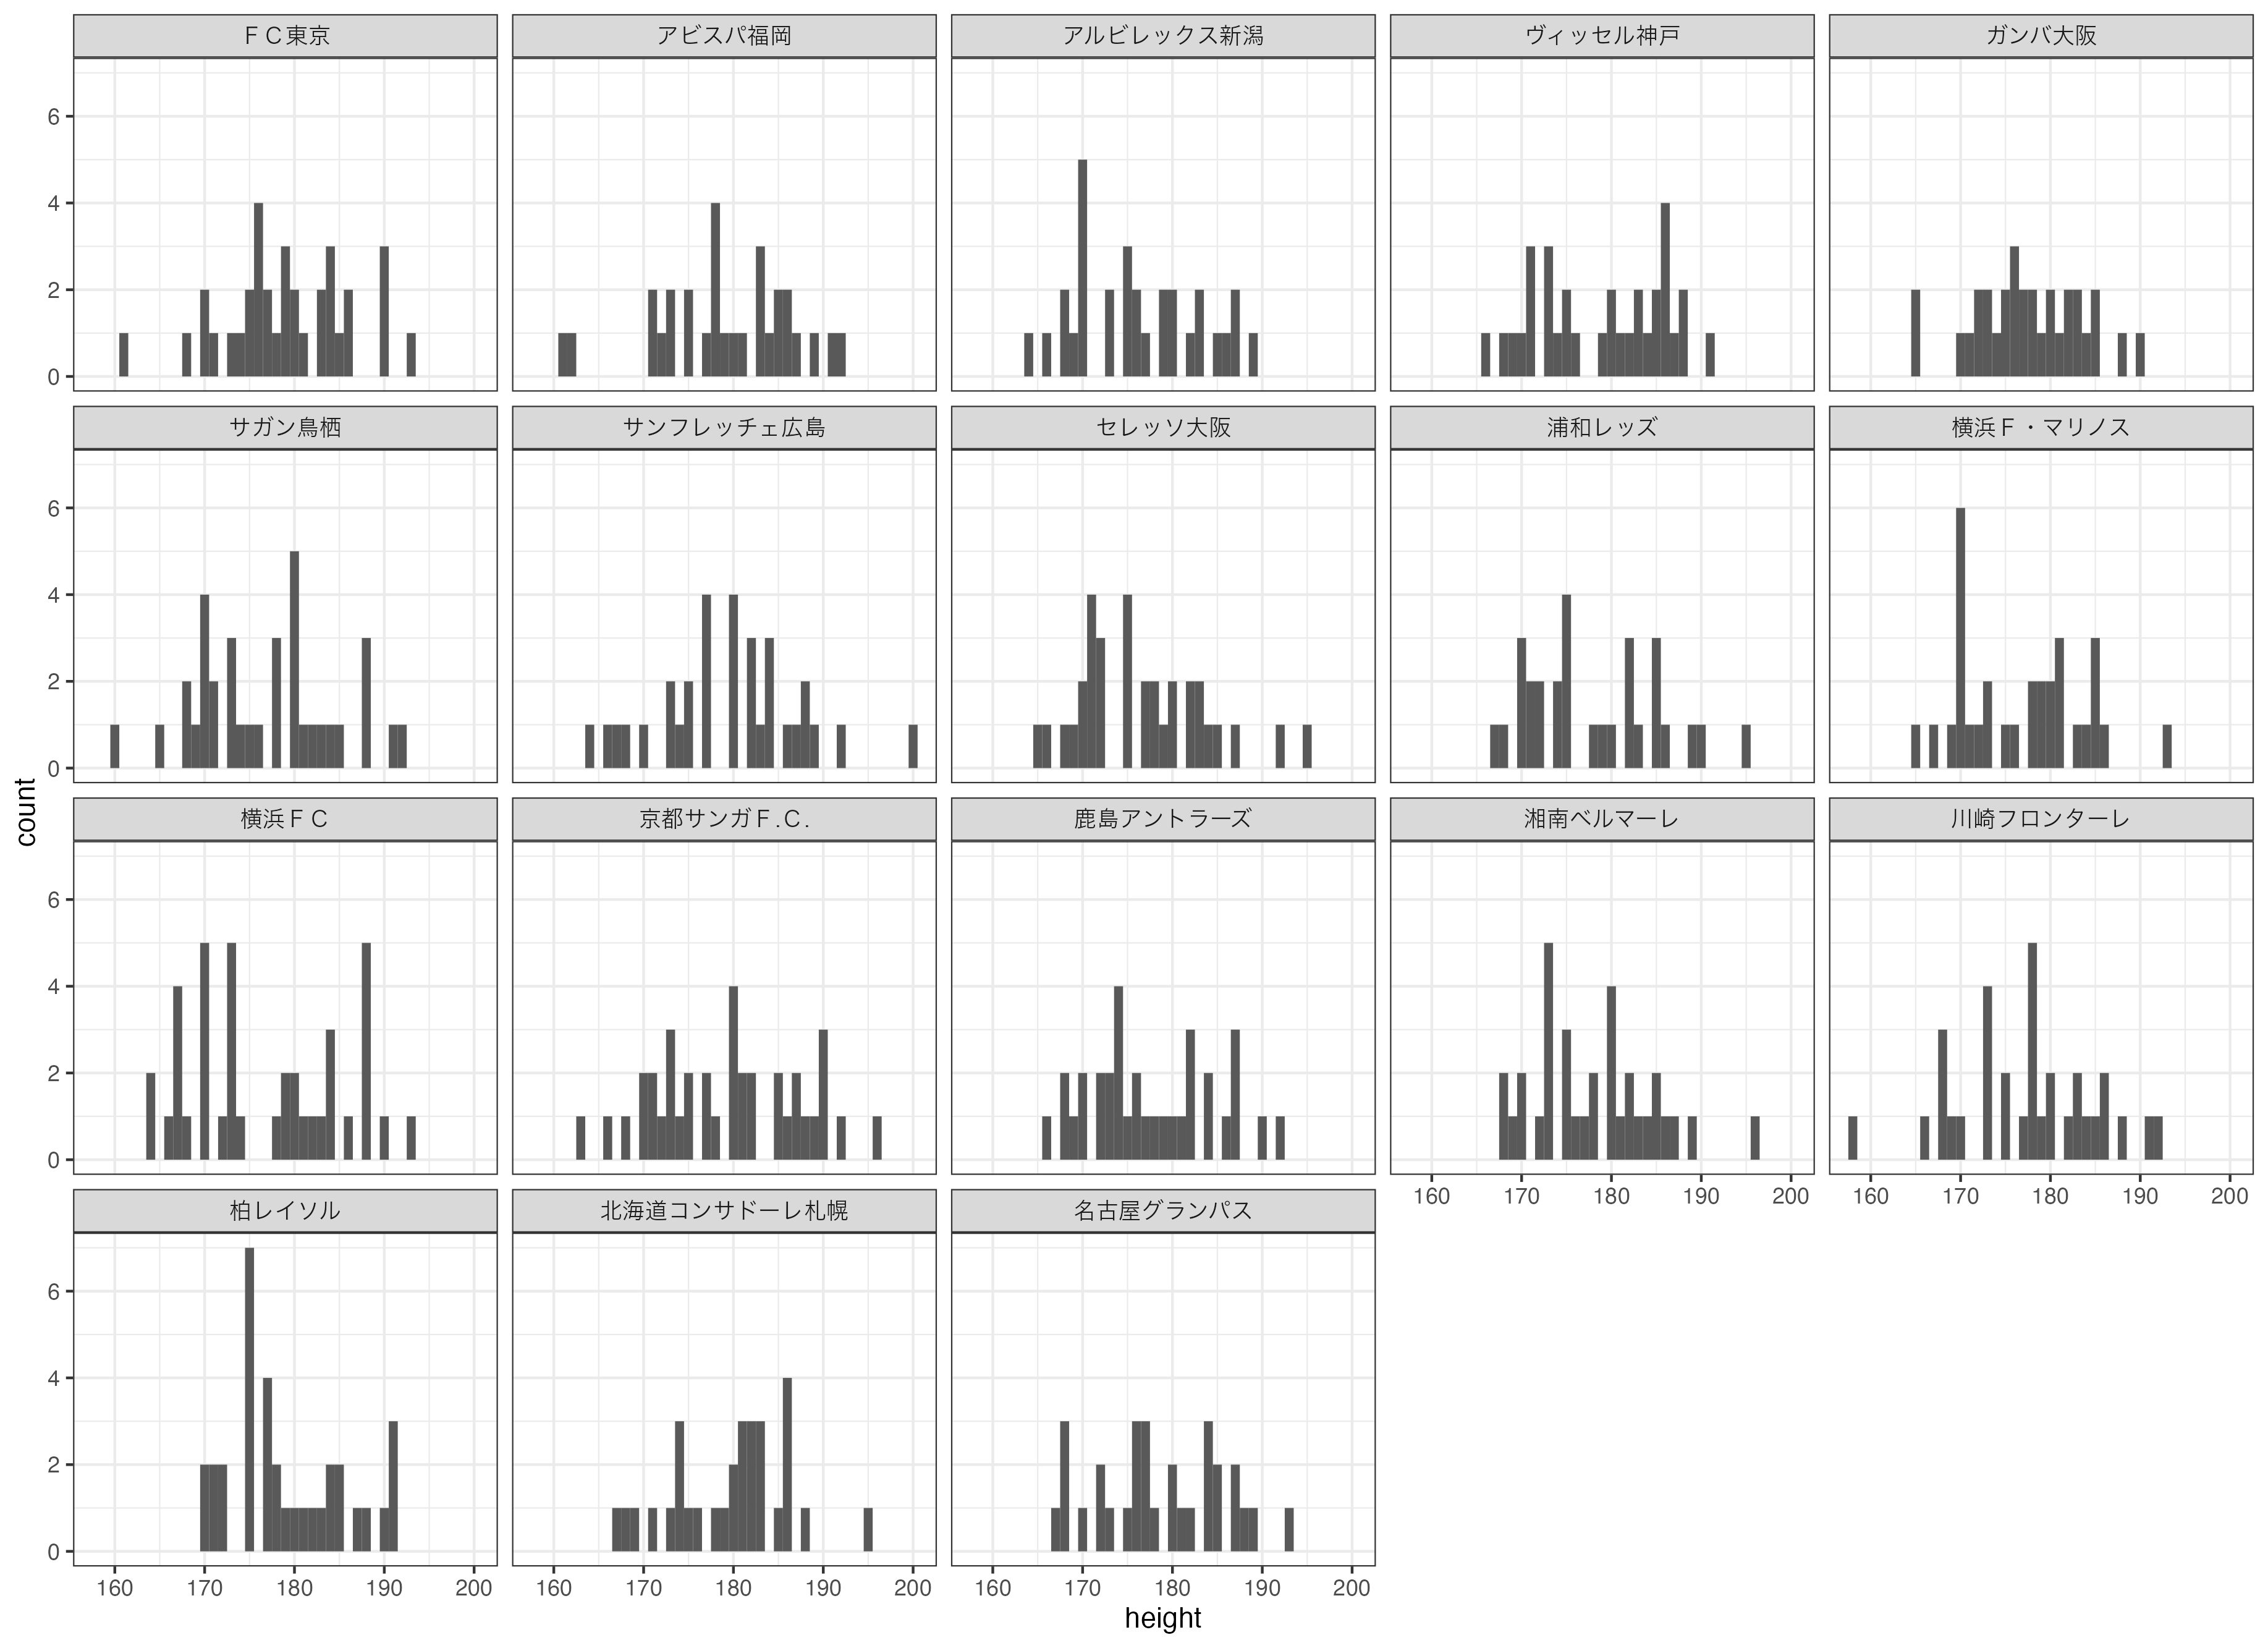 ＦＣ東京
アビスパ福岡
アルビレックス新潟
ヴィッセル神戸
ガンバ大阪
6
4
2
0
サガン鳥栖
サンフレッチェ広島
セレッソ大阪
浦和レッズ
横浜Ｆ・マリノス
6
4
2
0
count
横浜ＦＣ
京都サンガＦ.Ｃ.
鹿島アントラーズ
湘南ベルマーレ
川崎フロンターレ
6
4
2
0
160 170 180 190 200
160 170 180 190 200
柏レイソル
北海道コンサドーレ札幌
名古屋グランパス
6
4
2
0
160 170 180 190 200
160 170 180 190 200
160 170 180 190 200
height